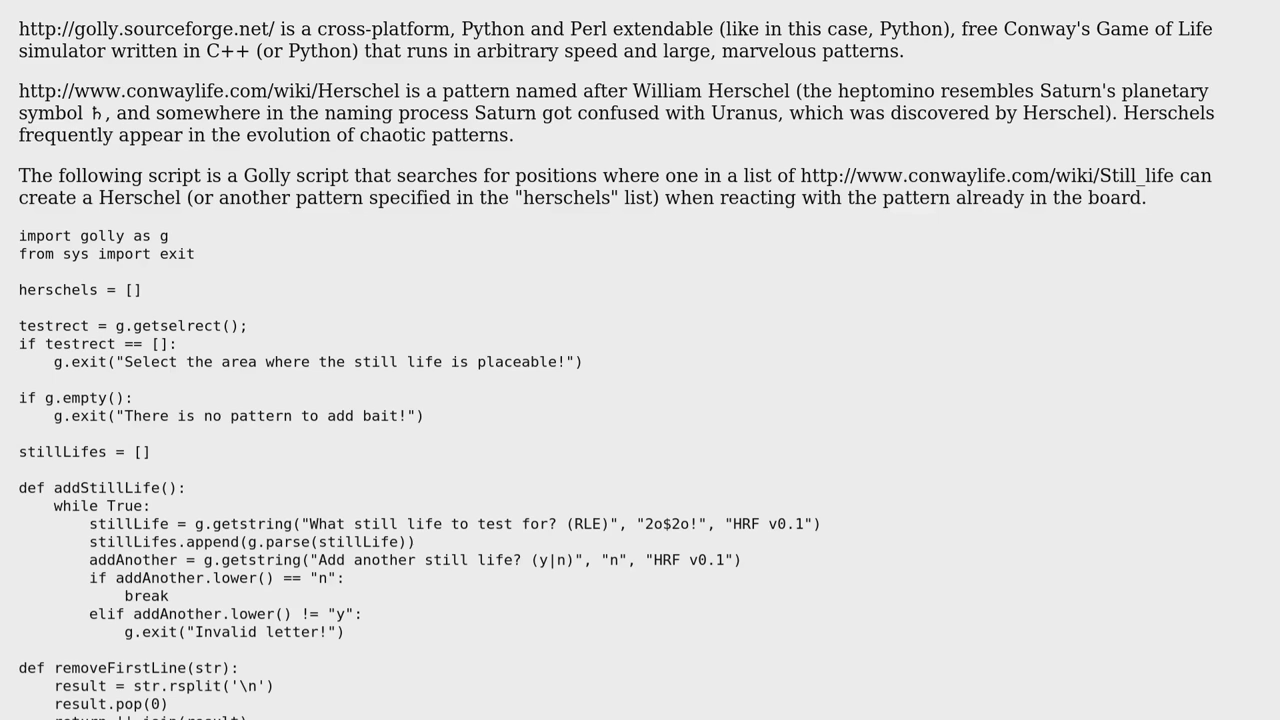 http://golly.sourceforge.net/ is a cross-platform, Python and Perl extendable (like in this case, Python), free Conway's Game of Life
simulator written in C++ (or Python) that runs in arbitrary speed and large, marvelous patterns.
http://www.conwaylife.com/wiki/Herschel is a pattern named after William Herschel (the heptomino resembles Saturn's planetary
symbol ♄, and somewhere in the naming process Saturn got confused with Uranus, which was discovered by Herschel). Herschels
frequently appear in the evolution of chaotic patterns.
The following script is a Golly script that searches for positions where one in a list of http://www.conwaylife.com/wiki/Still_life can
create a Herschel (or another pattern specified in the "herschels" list) when reacting with the pattern already in the board.
import golly as g
from sys import exit
herschels = []
testrect = g.getselrect();
if testrect == []:
    g.exit("Select the area where the still life is placeable!")
if g.empty():
    g.exit("There is no pattern to add bait!")
stillLifes = []
def addStillLife():
    while True:
        stillLife = g.getstring("What still life to test for? (RLE)", "2o$2o!", "HRF v0.1")
        stillLifes.append(g.parse(stillLife))
        addAnother = g.getstring("Add another still life? (y|n)", "n", "HRF v0.1")
        if addAnother.lower() == "n":
            break
        elif addAnother.lower() != "y":
            g.exit("Invalid letter!")
def removeFirstLine(str):
    result = str.rsplit('\n')
    result.pop(0)